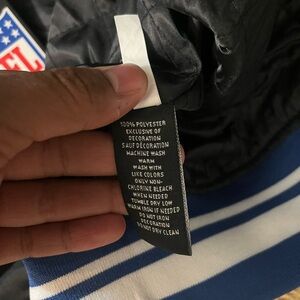 100% POLYESTER
EXCLUSIVE OF
DECORATION
SAUF DÉCORATION
MACHINE WASH
WARM
WASH WITH
LIKE COLORS
ONLY NON-
CHLORINE BLEACH
WHEN NEEDED
TUMBLE DRY LOW
WARM IRON IF NEEDED
DO NOT IRON
DECORATION
DO NOT DRY CLEAN